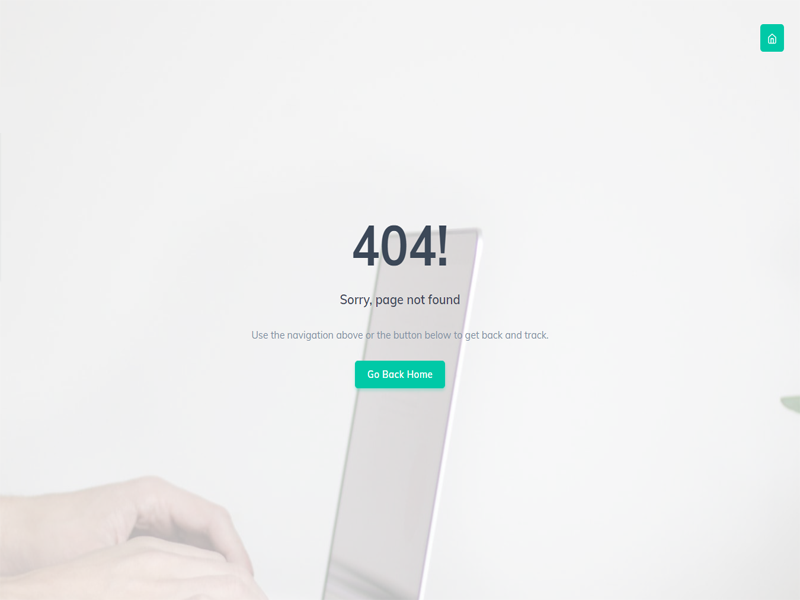 404!
Sorry, page not found
Use the navigation above or the button below to get back and track.
Go Back Home